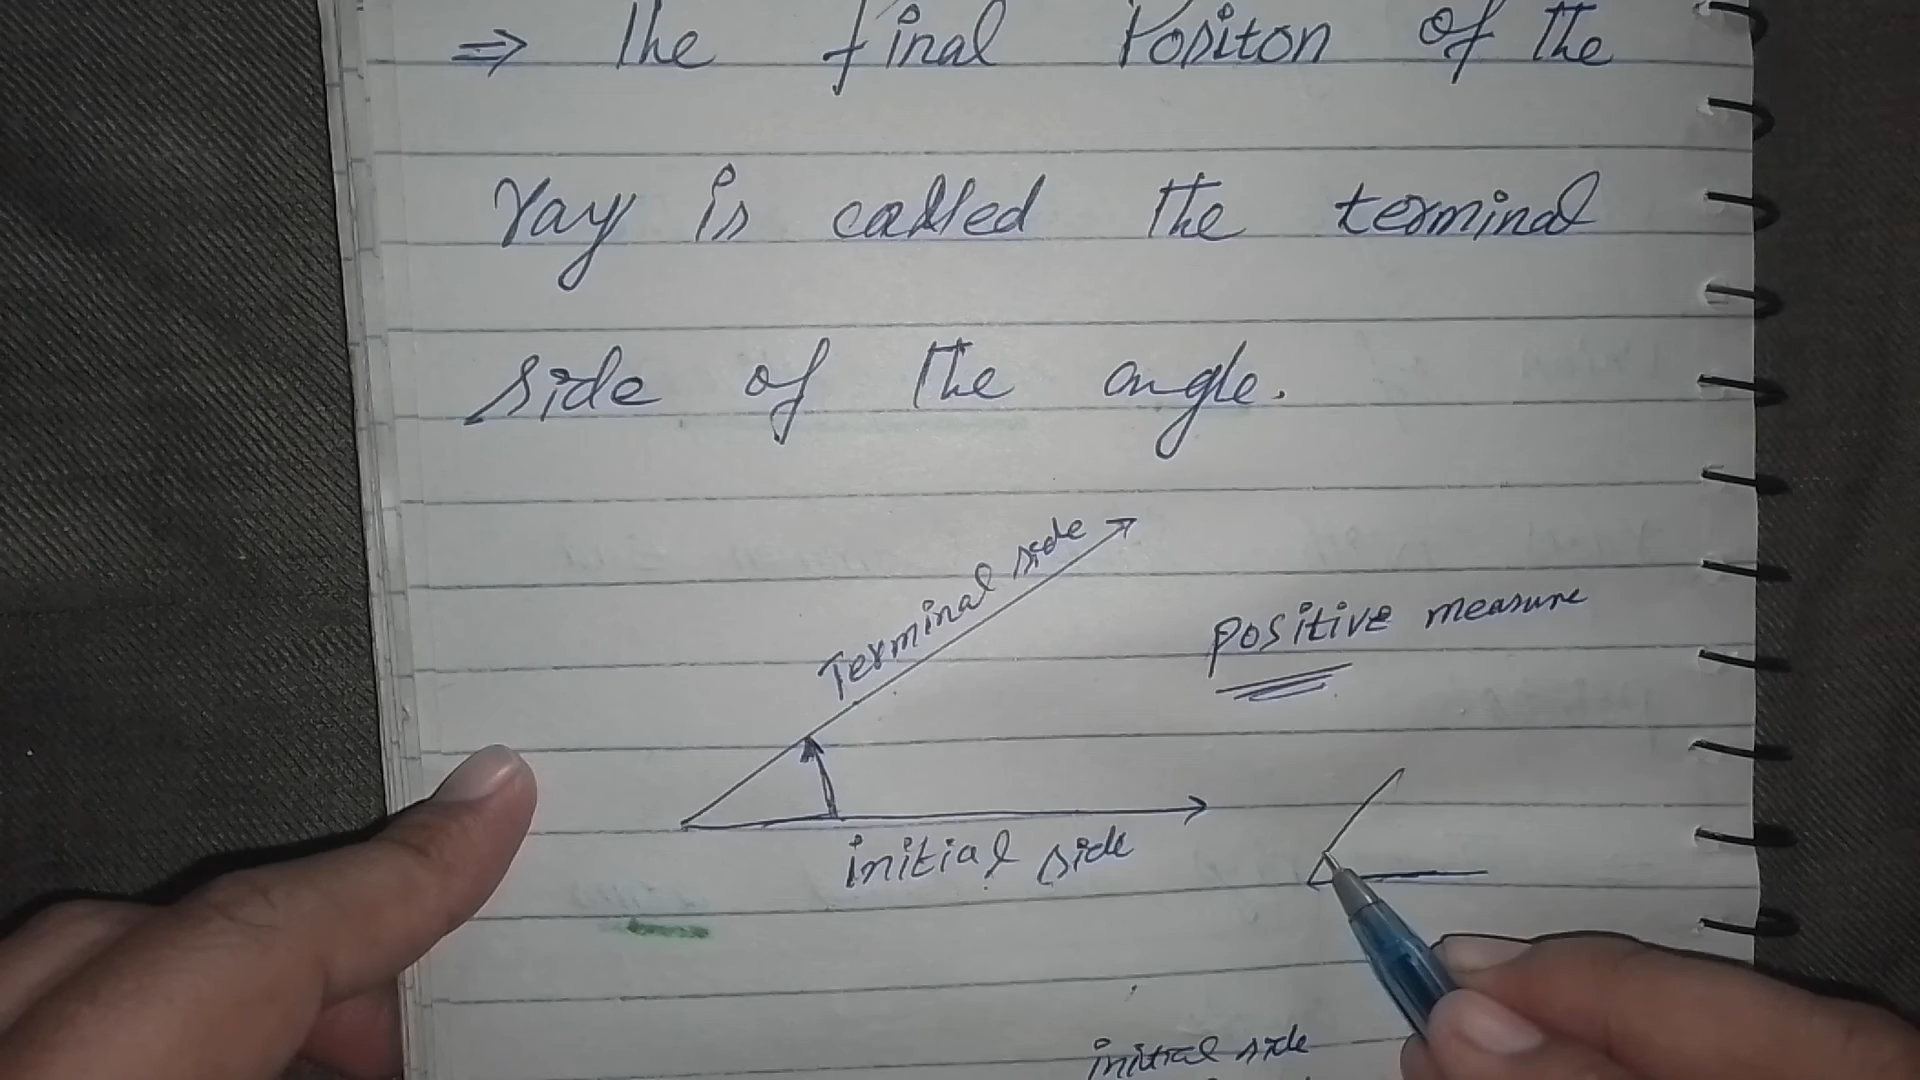 ⇒ The final Positon of the
ray is called the terminal
side of the angle.
Terminal side
positive measure
initial side
initial side